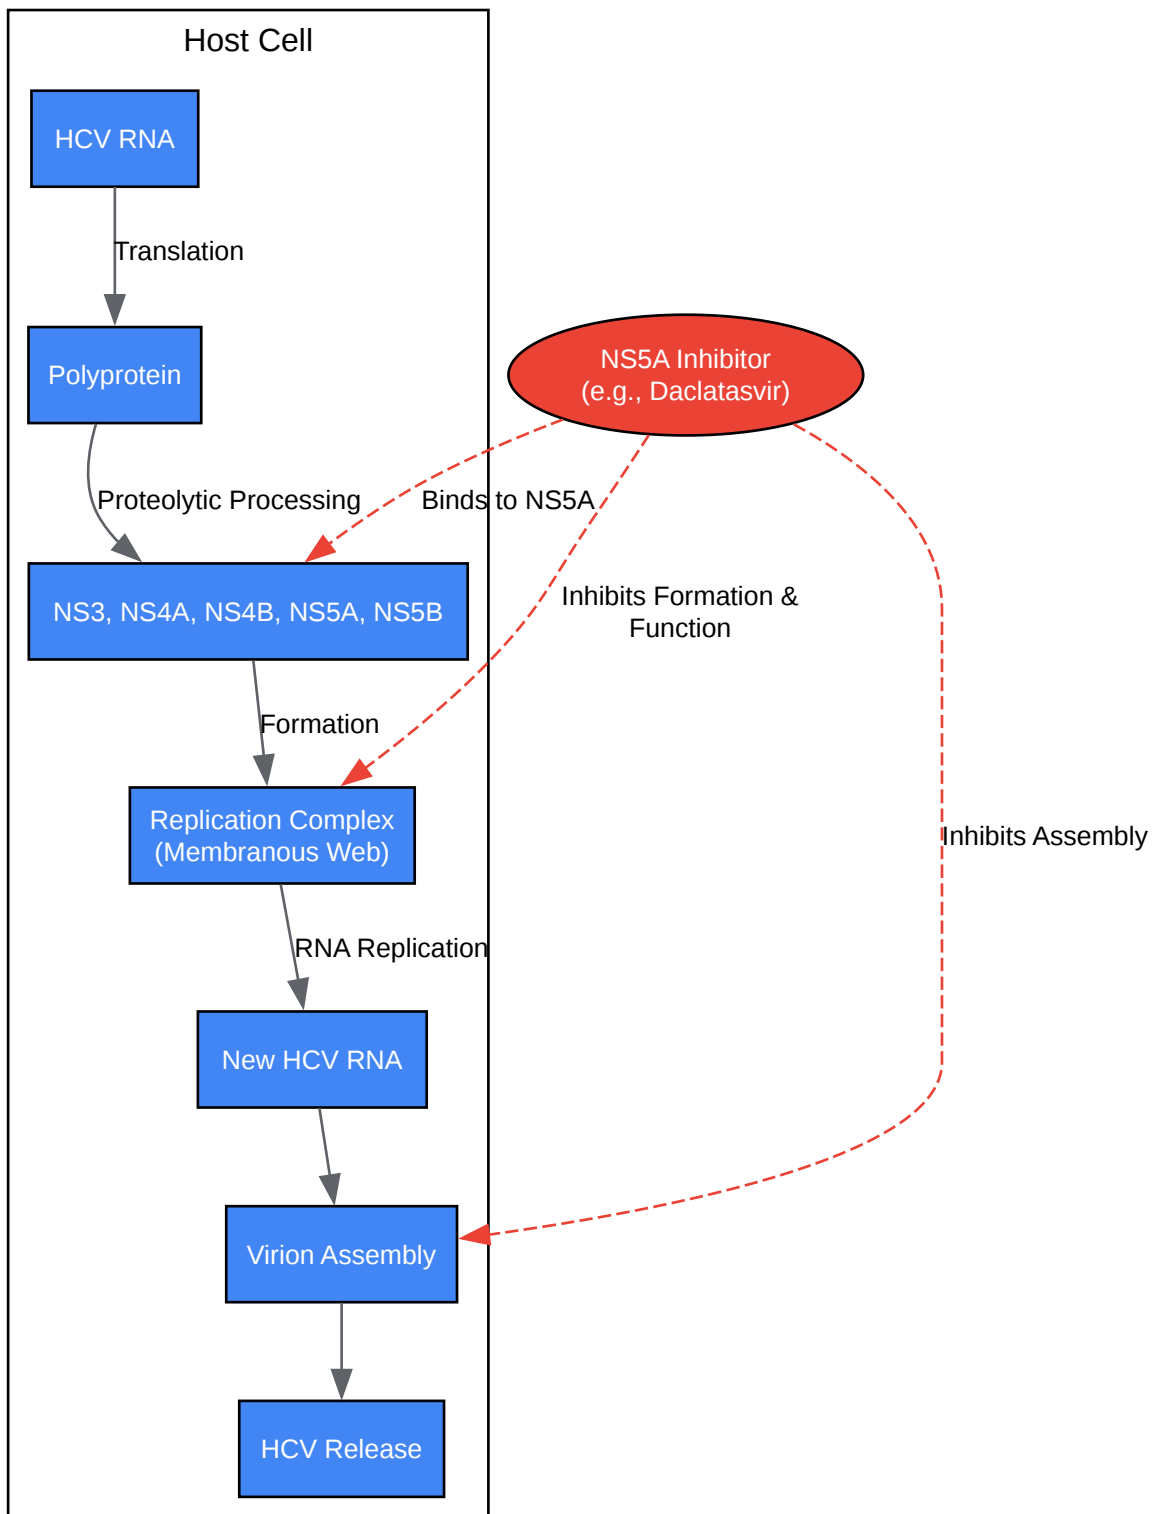 Host Cell
HCV RNA
Translation
Polyprotein
NS5A Inhibitor
(e.g., Daclatasvir)
Proteolytic Processing
Binds to NS5A
Inhibits Formation &
Function
NS3, NS4A, NS4B, NS5A, NS5B
Formation
Replication Complex
(Membranous Web)
Inhibits Assembly
RNA Replication
New HCV RNA
Virion Assembly
HCV Release